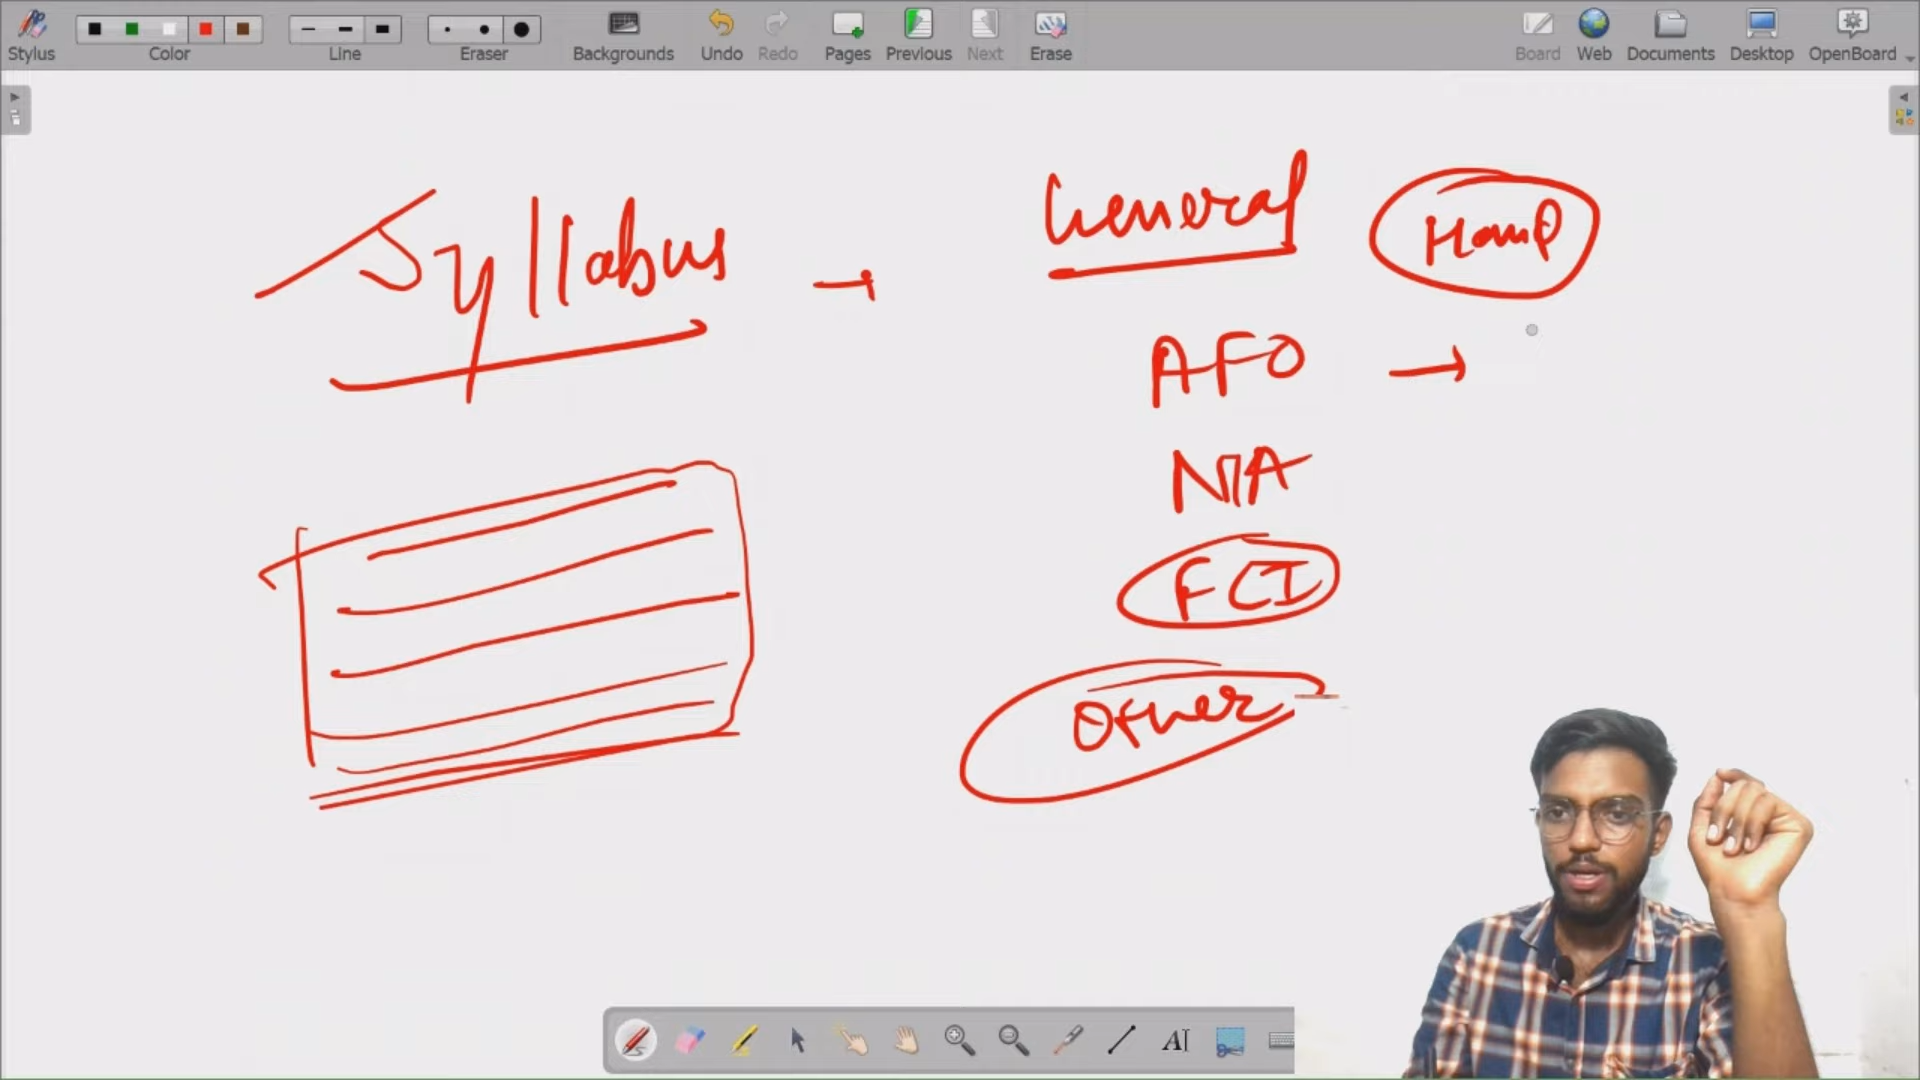 Stylus Color Line Eraser Backgrounds Undo Redo Pages Previous Next Erase Board Web Documents Desktop OpenBoard
Syllabus → General
AFO →
NIA
FCI
Other
AI